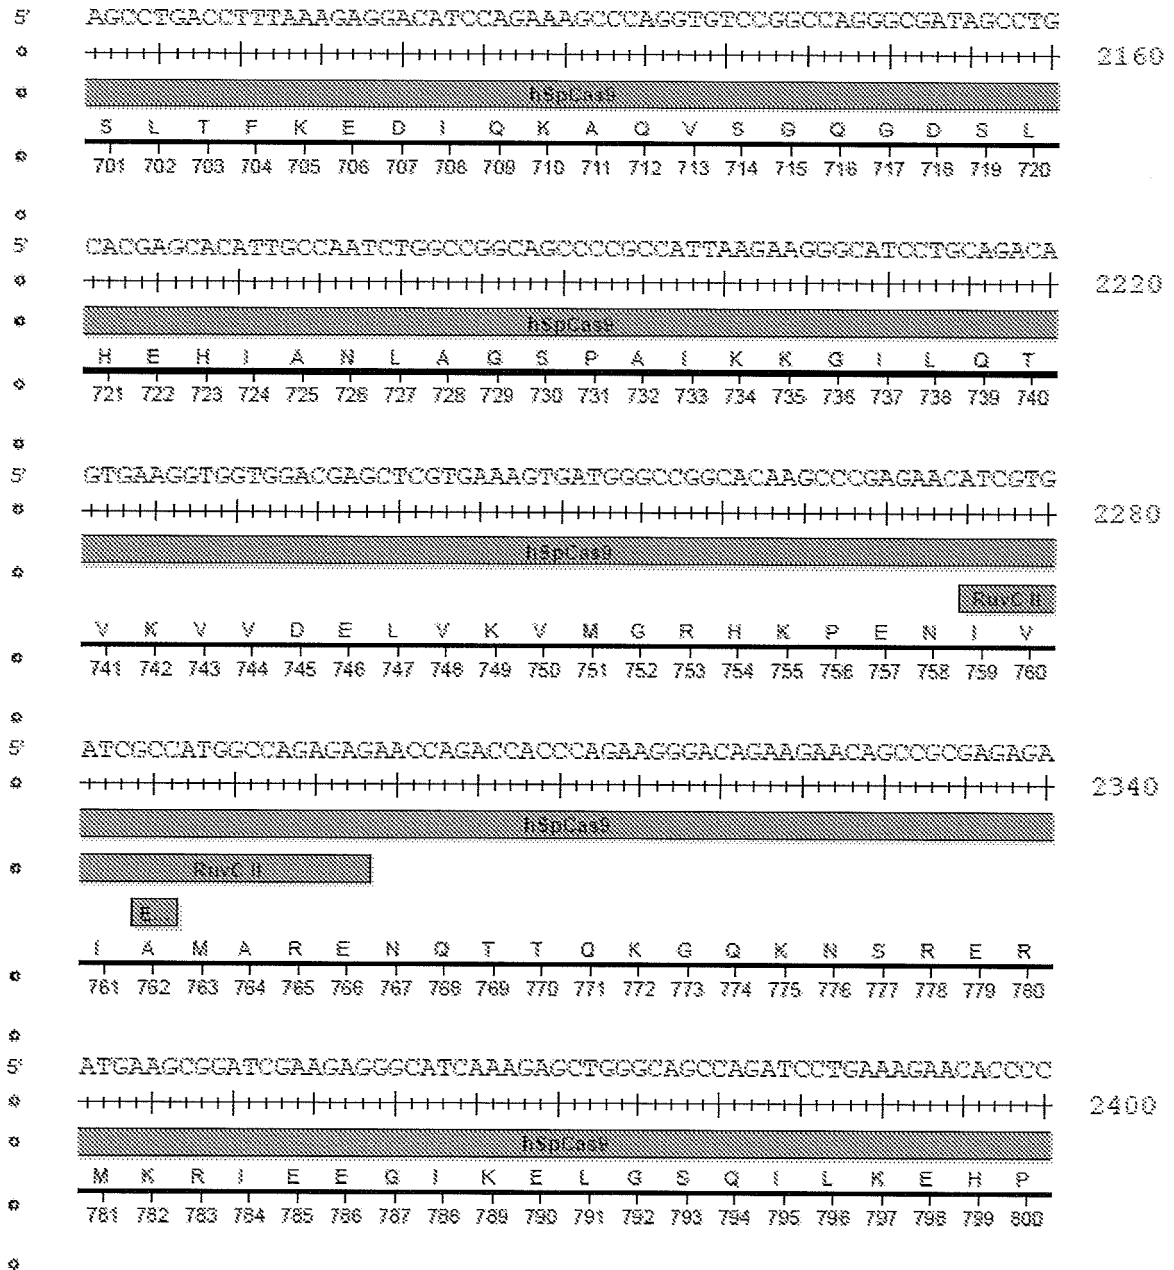 5' AGCCTGACCTTTAAAGAGGACATCCAGAAAGCCCAGGTGTCCGGCCAGGGCGATAGCCTG
2160
hSpCas9
S L T F K E D I Q K A Q V S G Q G D S L
701 702 703 704 705 706 707 708 709 710 711 712 713 714 715 716 717 718 719 720
5' CACGAGCACATTGCCAATCTGGCCGGCAGCCCCGCCATTAAGAAGGGCATCCTGCAGACA
2220
hSpCas9
H E H I A N L A G S P A I K K G I L Q T
721 722 723 724 725 726 727 728 729 730 731 732 733 734 735 736 737 738 739 740
5' GTGAAGGTGGTGGACGAGCTCGTGAAAGTGATGGGCCGGCACAAGCCCGAGAACATCGTG
2280
hSpCas9
RuvC II
V K V V D E L V K V M G R H K P E N I V
741 742 743 744 745 746 747 748 749 750 751 752 753 754 755 756 757 758 759 760
5' ATCGCCATGGCCAGAGAGAACCAGACCACCCAGAAGGGACAGAAGAACAGCCGCGAGAGA
2340
hSpCas9
RuvC II
E
I A M A R E N Q T T Q K G Q K N S R E R
761 762 763 764 765 766 767 768 769 770 771 772 773 774 775 776 777 778 779 780
5' ATGAAGCGGATCGAAGAGGGCATCAAAGAGCTGGGCAGCCAGATCCTGAAAGAACACCCC
2400
hSpCas9
M K R I E E G I K E L G S Q I L K E H P
781 782 783 784 785 786 787 788 789 790 791 792 793 794 795 796 797 798 799 800